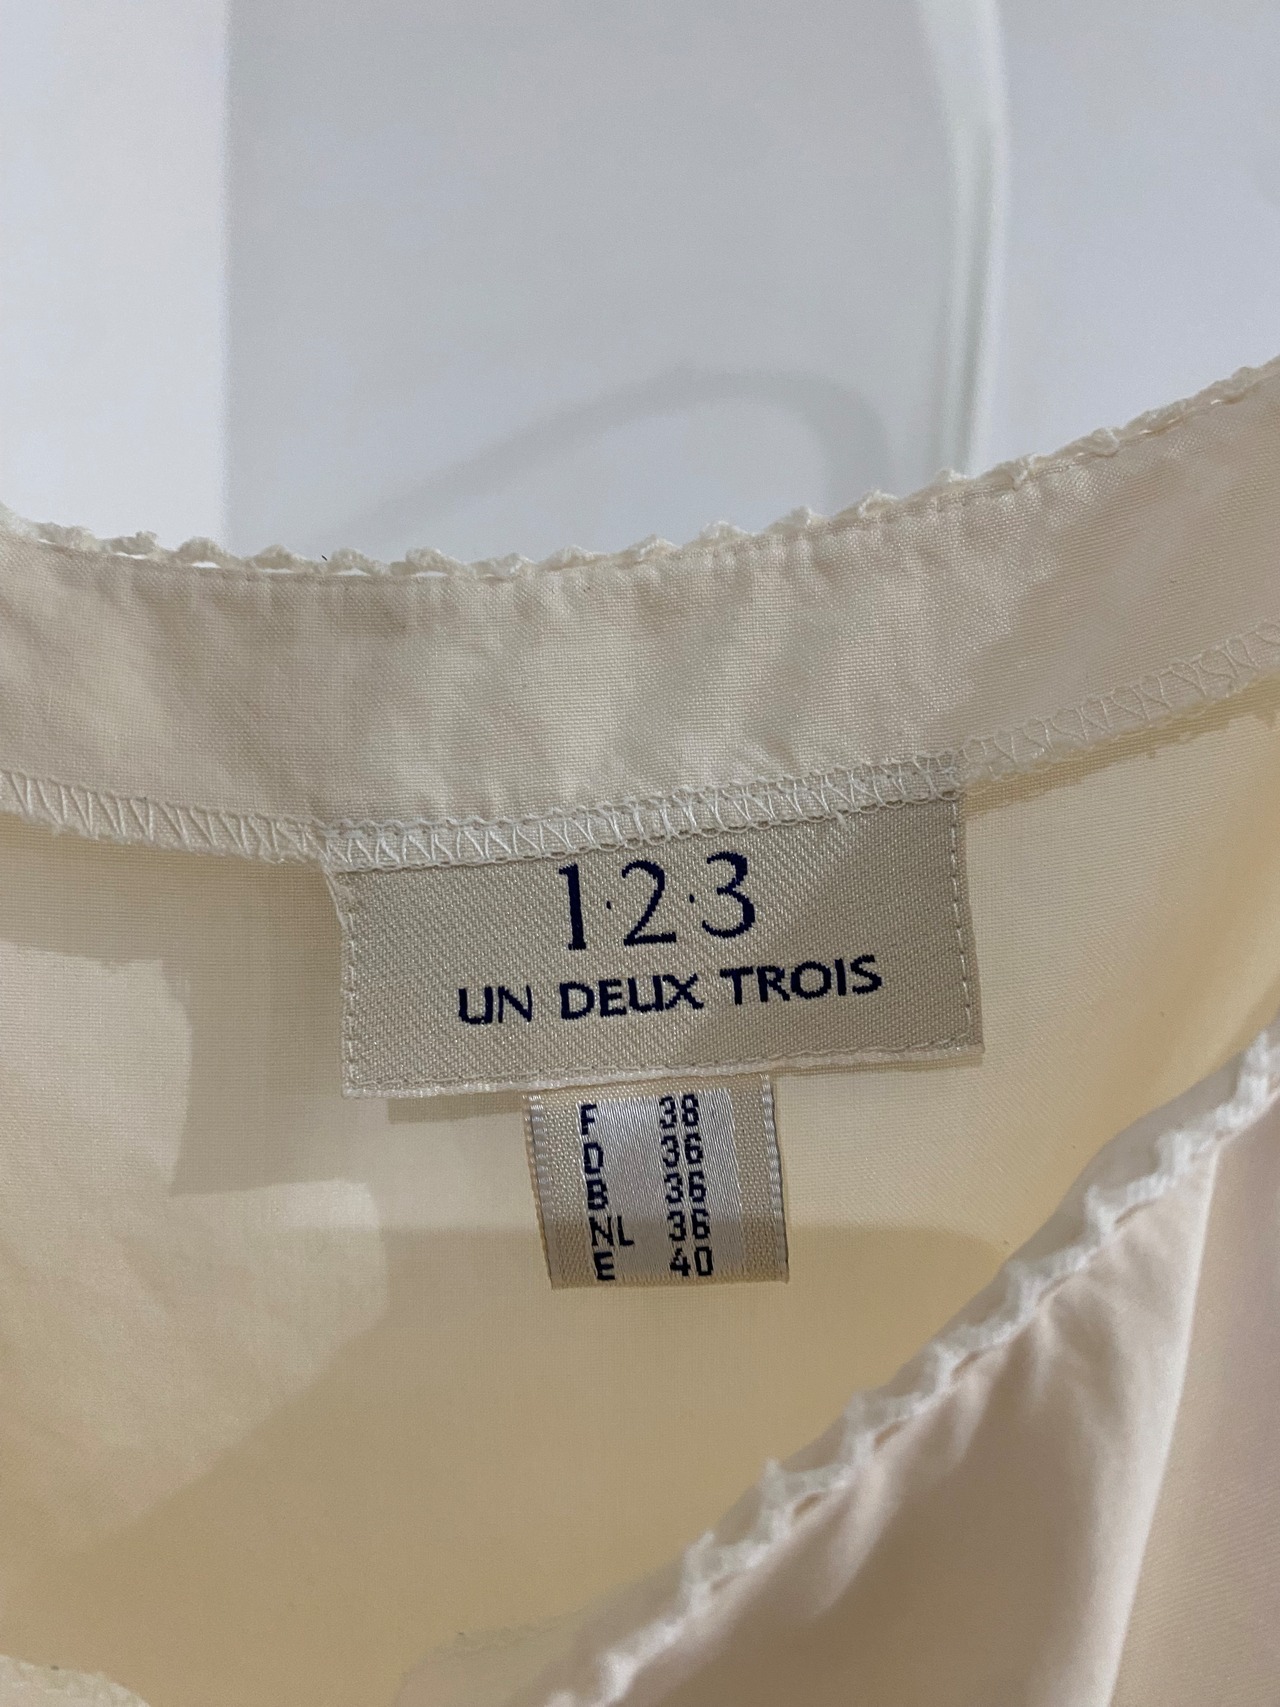 1·2·3
UN DEUX TROIS
F 38
D 36
B 36
NL 36
E 40